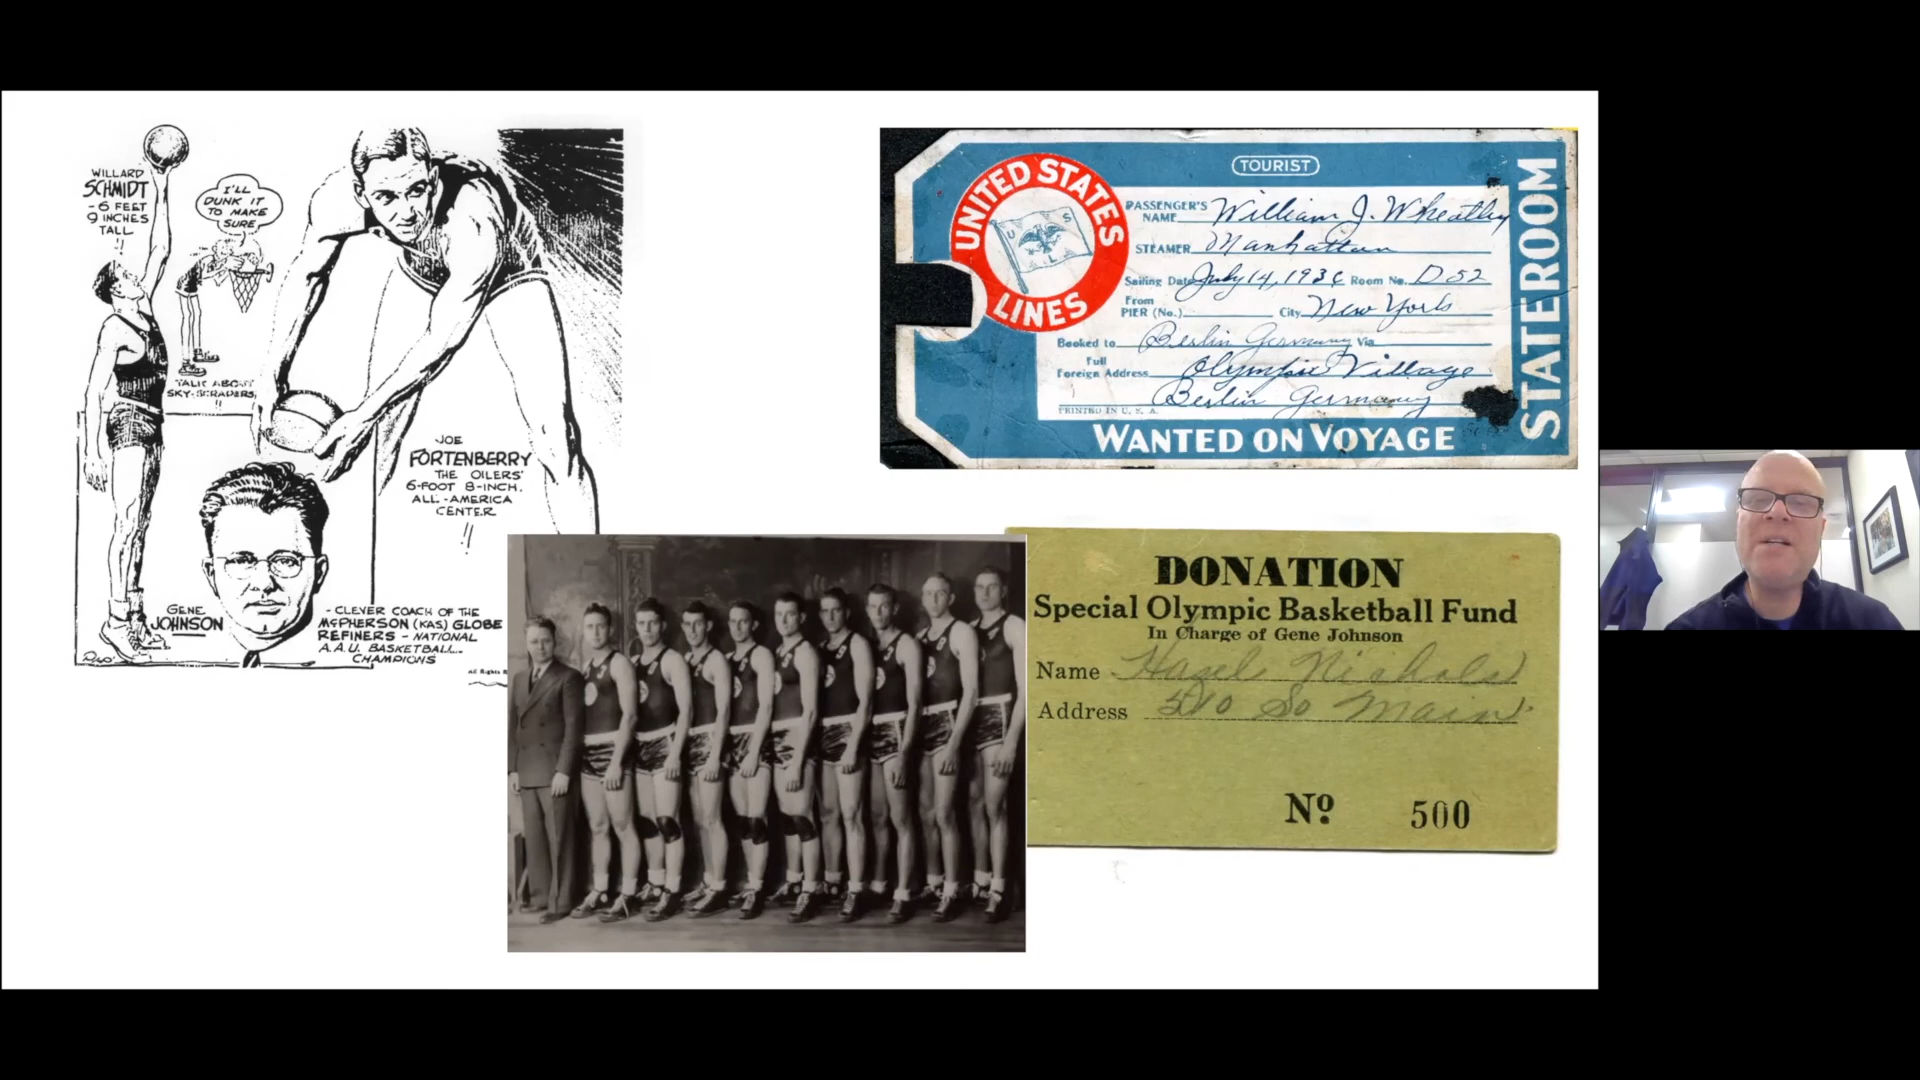 WILLARD
SCHMIDT
- 6 FEET
9 INCHES
TALL
!!
I'LL
DUNK IT
TO MAKE
SURE
TALK ABOUT
SKY-SCRAPERS,
!!
JOE
FORTENBERRY
THE OILERS'
6-FOOT 8-INCH,
ALL-AMERICA
CENTER
!!
GENE
JOHNSON
- CLEVER COACH OF THE
McPHERSON (KAS) GLOBE
REFINERS - NATIONAL
A.A.U. BASKETBALL
CHAMPIONS
All Rights R
UNITED STATES
LINES
U S
L
TOURIST
PASSENGER'S
NAME William J. Wheatley
STEAMER Manhattan
Sailing Date July 14, 1936 Room No. D 52
From
PIER (No.) City New York
Booked to Berlin Germany Via
Full
Foreign Address Olympic Village
Berlin Germany
PRINTED IN U. S. A.
WANTED ON VOYAGE
STATEROOM
DONATION
Special Olympic Basketball Fund
In Charge of Gene Johnson
Name Hazel Nichols
Address So Main
No 500